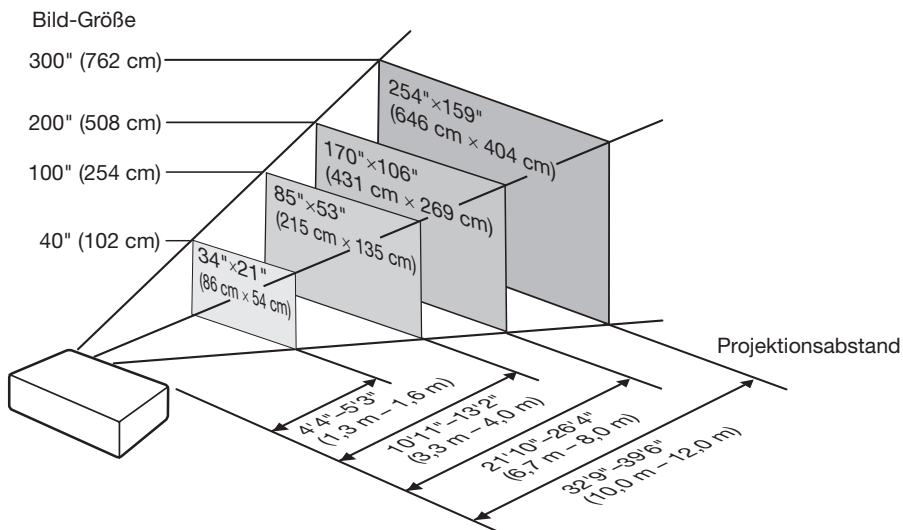 Bild-Größe
300" (762 cm)
200" (508 cm)
100" (254 cm)
40" (102 cm)
254"×159"
(646 cm × 404 cm)
170"×106"
(431 cm × 269 cm)
85"×53"
(215 cm × 135 cm)
34"×21"
(86 cm × 54 cm)
Projektionsabstand
4'4"–5'3"
(1,3 m – 1,6 m)
10'11"–13'2"
(3,3 m – 4,0 m)
21'10"–26'4"
(6,7 m – 8,0 m)
32'9"–39'6"
(10,0 m – 12,0 m)